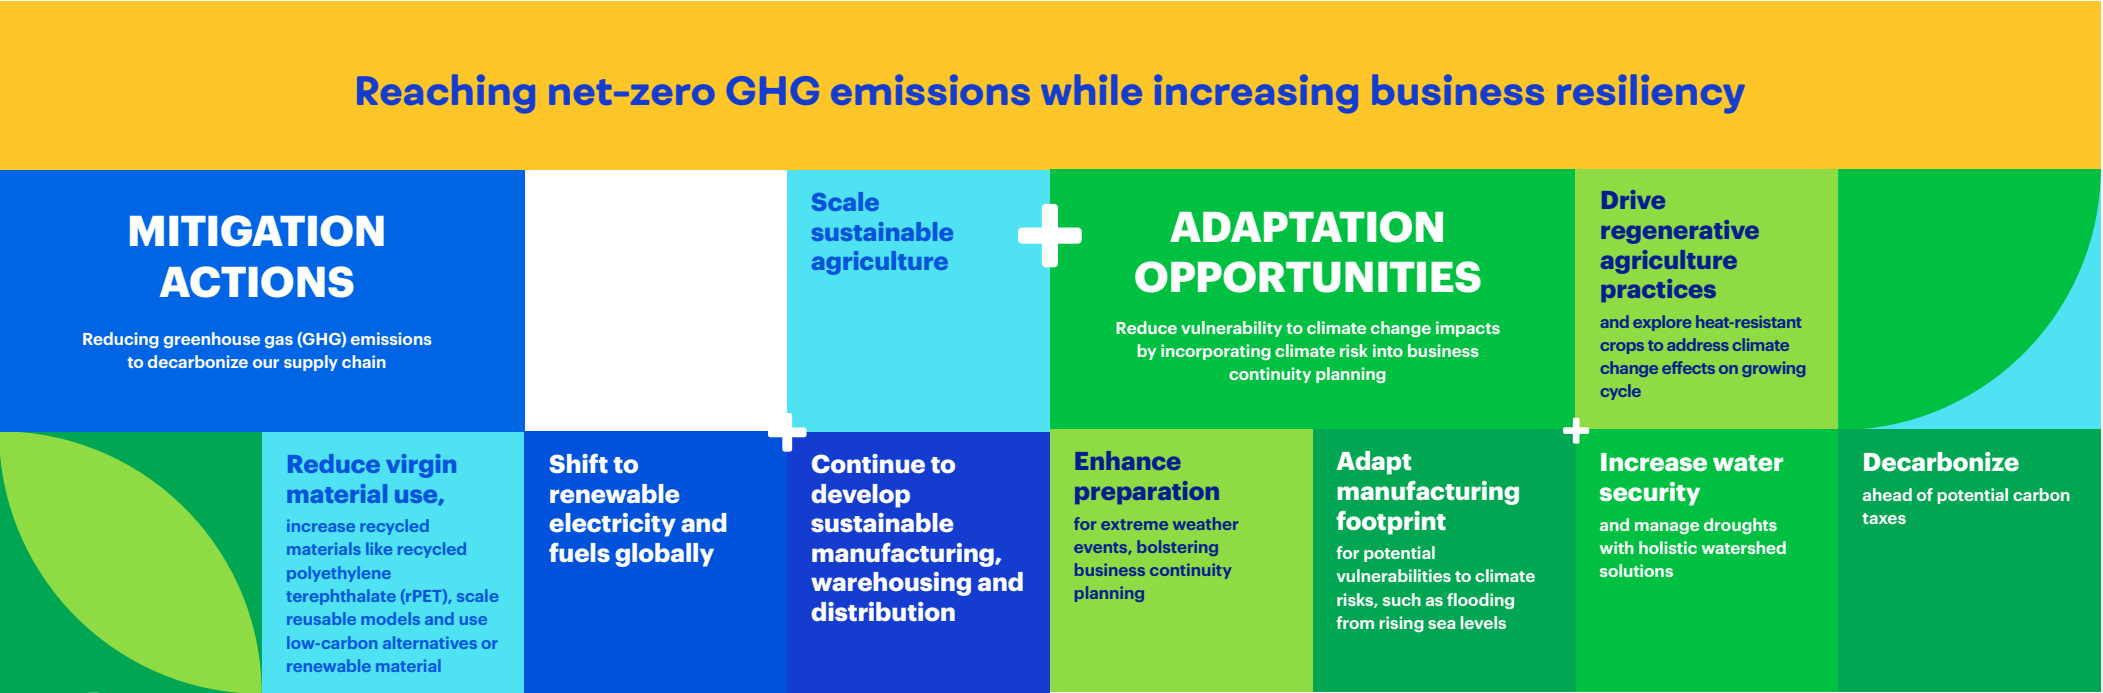 Reaching net-zero GHG emissions while increasing business resiliency
MITIGATION
ACTIONS
Reducing greenhouse gas (GHG) emissions
to decarbonize our supply chain
Scale
sustainable
agriculture
Reduce virgin
material use,
increase recycled
materials like recycled
polyethylene
terephthalate (rPET), scale
reusable models and use
low-carbon alternatives or
renewable material
Shift to
renewable
electricity and
fuels globally
Continue to
develop
sustainable
manufacturing,
warehousing and
distribution
ADAPTATION
OPPORTUNITIES
Reduce vulnerability to climate change impacts
by incorporating climate risk into business
continuity planning
Drive
regenerative
agriculture
practices
and explore heat-resistant
crops to address climate
change effects on growing
cycle
Enhance
preparation
for extreme weather
events, bolstering
business continuity
planning
Adapt
manufacturing
footprint
for potential
vulnerabilities to climate
risks, such as flooding
from rising sea levels
Increase water
security
and manage droughts
with holistic watershed
solutions
Decarbonize
ahead of potential carbon
taxes